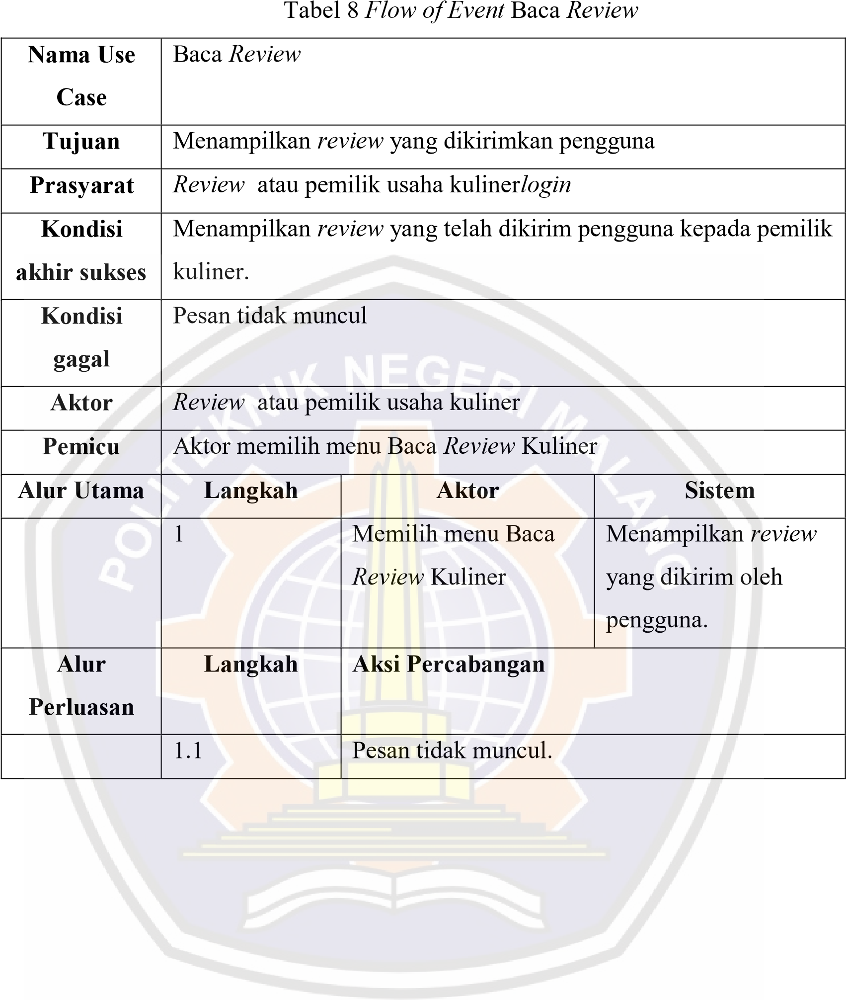 Tabel 8 Flow of Event Baca Review
Nama Use
Case
Baca Review
Tujuan
Menampilkan review yang dikirimkan pengguna
Prasyarat
Review  atau pemilik usaha kulinerlogin
Kondisi
akhir sukses
Menampilkan review yang telah dikirim pengguna kepada pemilik
kuliner.
Kondisi
gagal
Pesan tidak muncul
Aktor
Review  atau pemilik usaha kuliner
Pemicu
Aktor memilih menu Baca Review Kuliner
Alur Utama
Langkah
Aktor
Sistem
1
Memilih menu Baca
Review Kuliner
Menampilkan review
yang dikirim oleh
pengguna.
Alur
Perluasan
Langkah
Aksi Percabangan
1.1
Pesan tidak muncul.
POLITEKNIK NEGERI MALANG